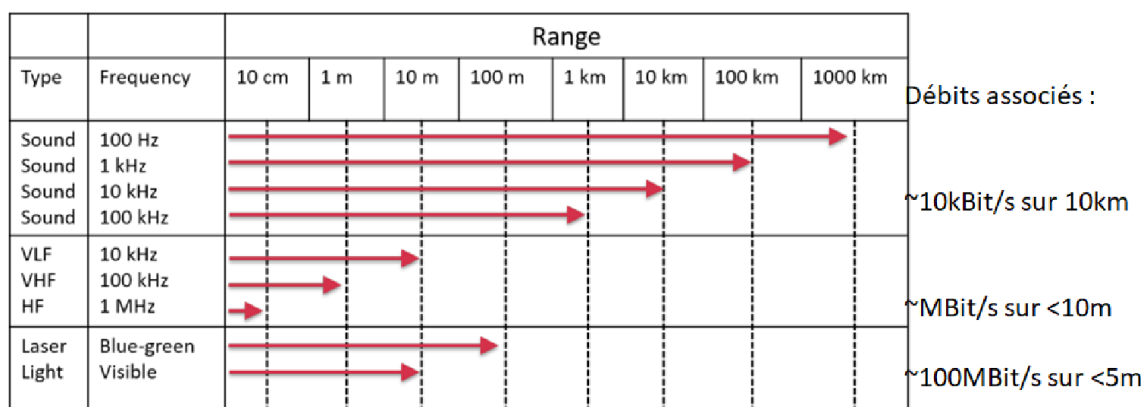 Range
Type Frequency 10 cm 1 m 10 m 100 m 1 km 10 km 100 km 1000 km
Débits associés :
Sound 100 Hz
Sound 1 kHz
Sound 10 kHz
~10kBit/s sur 10km
Sound 100 kHz
VLF 10 kHz
VHF 100 kHz
HF 1 MHz
~MBit/s sur <10m
Laser Blue-green
Light Visible
~100MBit/s sur <5m